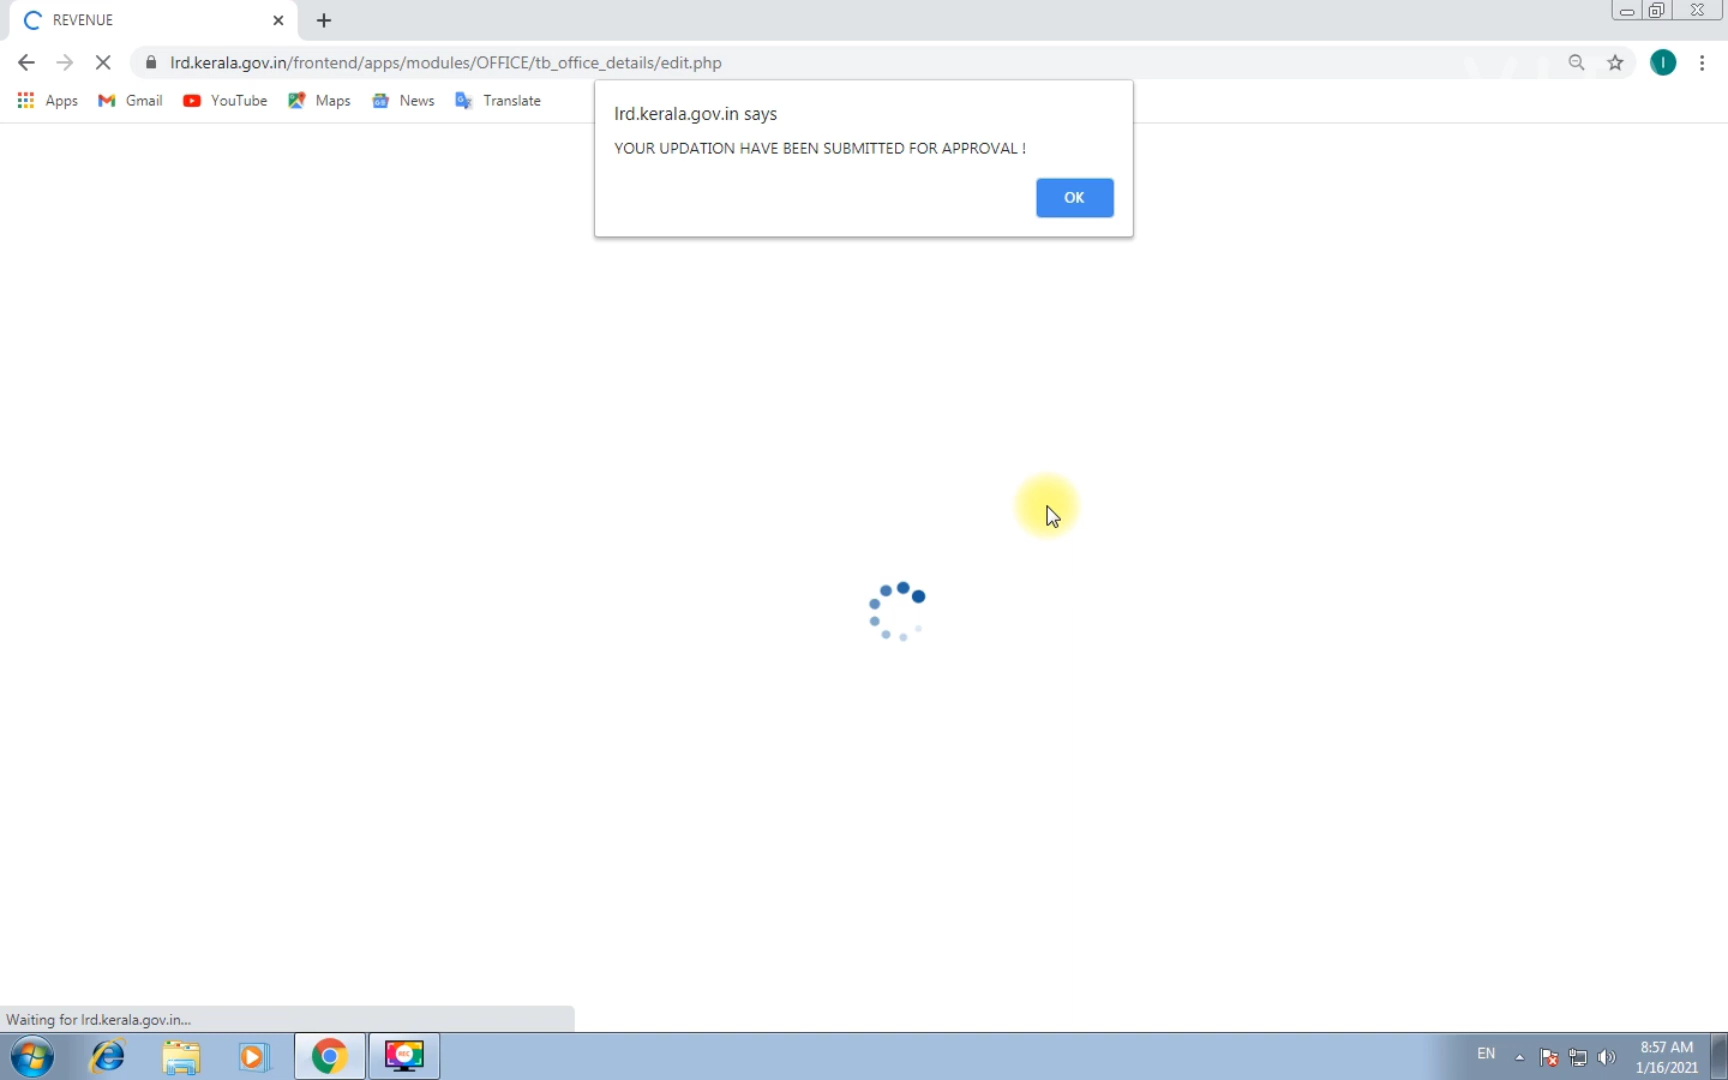 REVENUE
lrd.kerala.gov.in/frontend/apps/modules/OFFICE/tb_office_details/edit.php
I
Apps Gmail YouTube Maps News Translate
lrd.kerala.gov.in says
YOUR UPDATION HAVE BEEN SUBMITTED FOR APPROVAL !
OK
Waiting for lrd.kerala.gov.in...
REC
EN
8:57 AM
1/16/2021